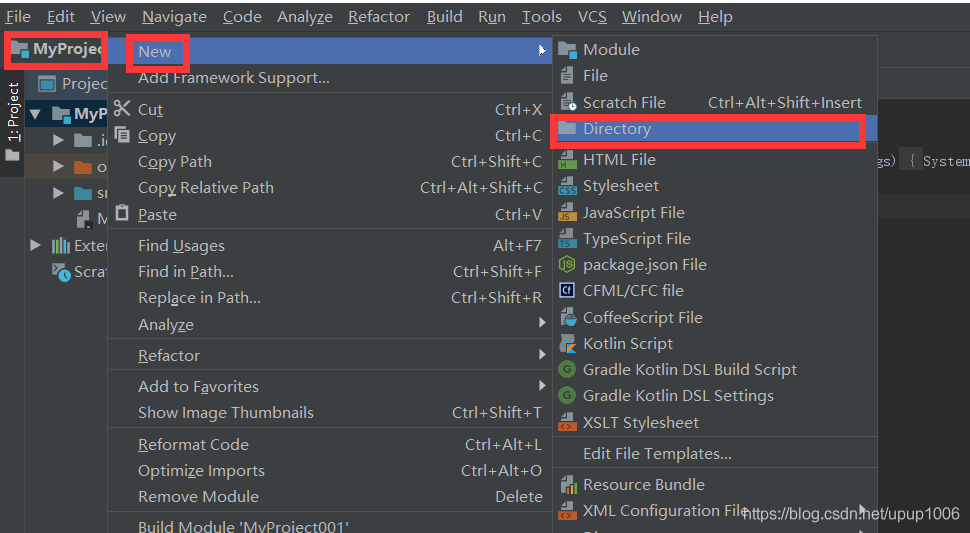 File Edit View Navigate Code Analyze Refactor Build Run Tools VCS Window Help
MyProjec
1: Project
Projec
MyP
.i
o
sr
M
Exter
Scrat
New
Add Framework Support...
Cut Ctrl+X
Copy Ctrl+C
Copy Path Ctrl+Shift+C
Copy Relative Path Ctrl+Alt+Shift+C
Paste Ctrl+V
Find Usages Alt+F7
Find in Path... Ctrl+Shift+F
Replace in Path... Ctrl+Shift+R
Analyze
Refactor
Add to Favorites
Show Image Thumbnails Ctrl+Shift+T
Reformat Code Ctrl+Alt+L
Optimize Imports Ctrl+Alt+O
Remove Module Delete
Build Module 'MyProject001'
Module
File
Scratch File Ctrl+Alt+Shift+Insert
Directory
HTML File
Stylesheet
JavaScript File
TypeScript File
package.json File
CFML/CFC file
CoffeeScript File
Kotlin Script
Gradle Kotlin DSL Build Script
Gradle Kotlin DSL Settings
XSLT Stylesheet
Edit File Templates...
Resource Bundle
XML Configuration File
gs) { System
https://blog.csdn.net/upup1006